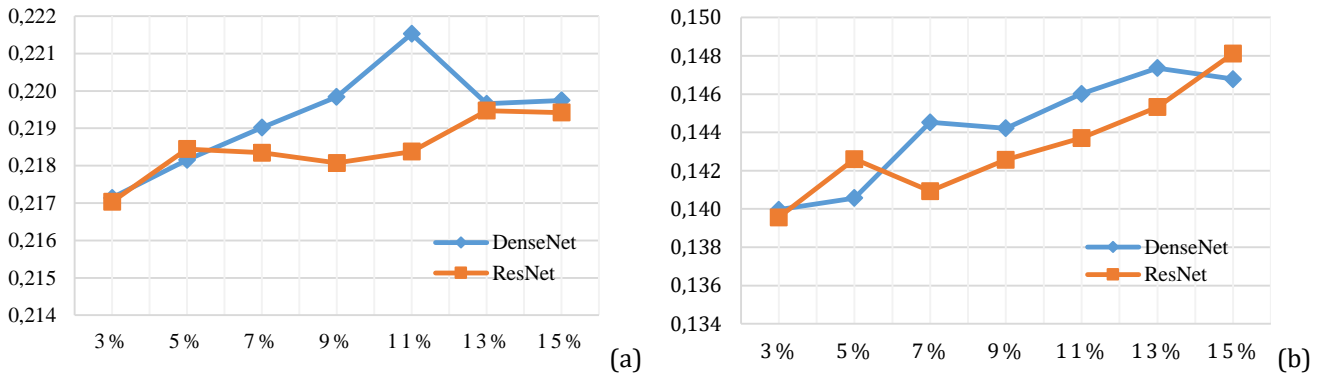 0,222
0,221
0,220
0,219
0,218
0,217
0,216
0,215
0,214
3% 5% 7% 9% 11% 13% 15%
DenseNet
ResNet
(a)
0,150
0,148
0,146
0,144
0,142
0,140
0,138
0,136
0,134
3% 5% 7% 9% 11% 13% 15%
DenseNet
ResNet
(b)